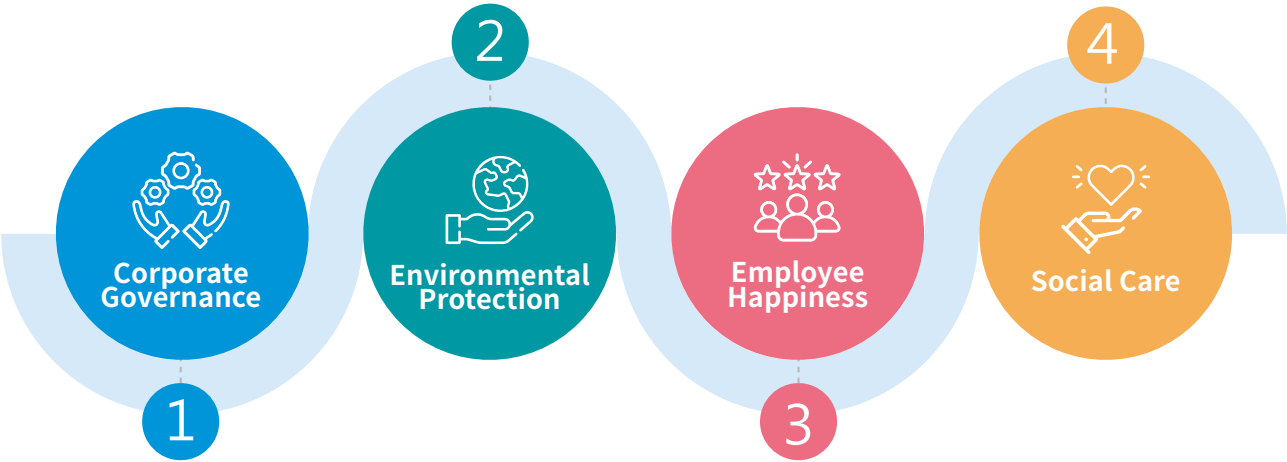 1
Corporate
Governance
2
Environmental
Protection
3
Employee
Happiness
4
Social Care